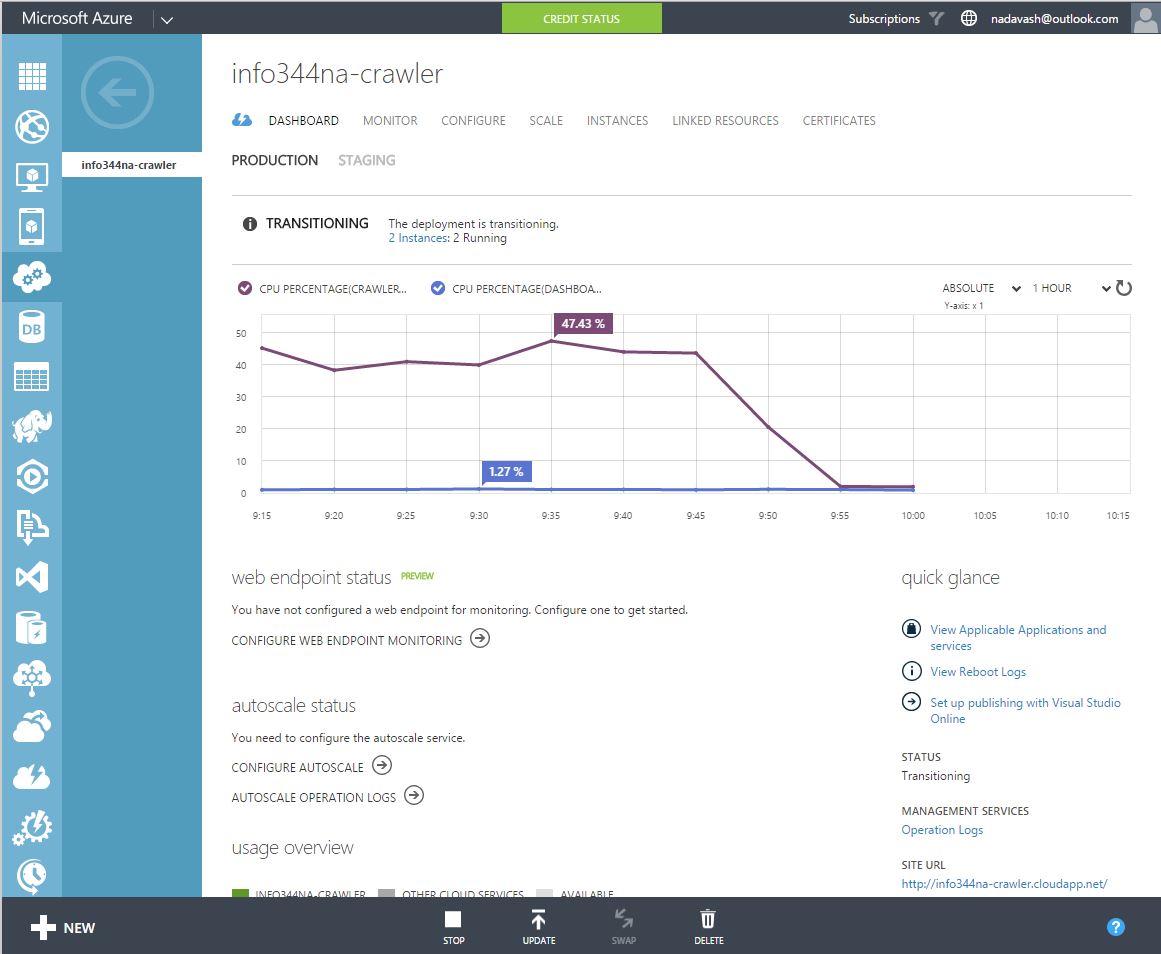 Microsoft Azure
CREDIT STATUS
Subscriptions
nadavash@outlook.com
info344na-crawler
info344na-crawler
DASHBOARD MONITOR CONFIGURE SCALE INSTANCES LINKED RESOURCES CERTIFICATES
PRODUCTION STAGING
TRANSITIONING
The deployment is transitioning.
2 Instances: 2 Running
CPU PERCENTAGE(CRAWLER... CPU PERCENTAGE(DASHBOA... ABSOLUTE 1 HOUR
Y-axis: x 1
47.43 %
50
40
30
20
10
1.27 %
0
9:15 9:20 9:25 9:30 9:35 9:40 9:45 9:50 9:55 10:00 10:05 10:10 10:15
DB
web endpoint status PREVIEW
You have not configured a web endpoint for monitoring. Configure one to get started.
CONFIGURE WEB ENDPOINT MONITORING
autoscale status
You need to configure the autoscale service.
CONFIGURE AUTOSCALE
AUTOSCALE OPERATION LOGS
usage overview
INFO344NA-CRAWLER OTHER CLOUD SERVICES AVAILABLE
quick glance
View Applicable Applications and
services
View Reboot Logs
Set up publishing with Visual Studio
Online
STATUS
Transitioning
MANAGEMENT SERVICES
Operation Logs
SITE URL
http://info344na-crawler.cloudapp.net/
NEW
STOP
UPDATE
SWAP
DELETE
?